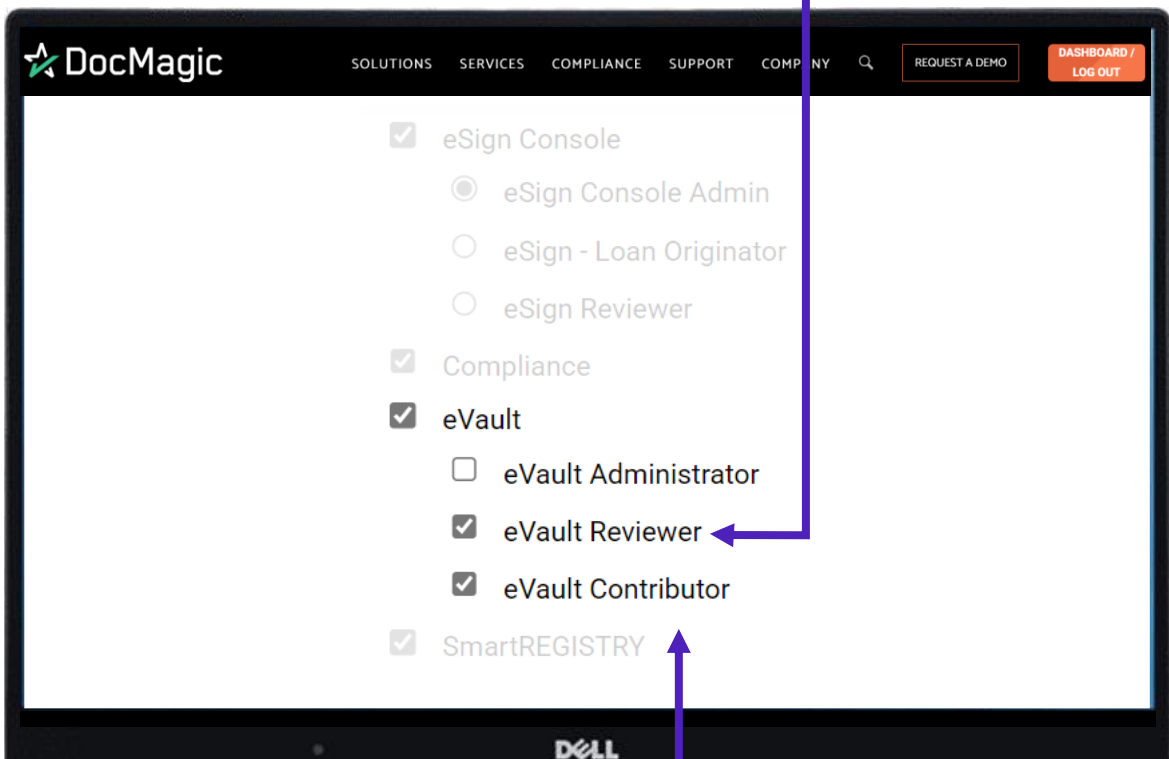 DocMagic
SOLUTIONS SERVICES COMPLIANCE SUPPORT COMPANY REQUEST A DEMO DASHBOARD /
LOG OUT
eSign Console
eSign Console Admin
eSign - Loan Originator
eSign Reviewer
Compliance
eVault
eVault Administrator
eVault Reviewer
eVault Contributor
SmartREGISTRY
DELL